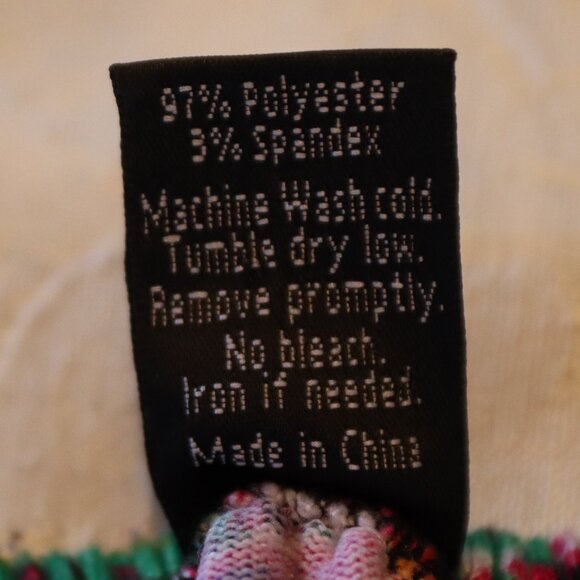 97% Polyester
3% Spandex
Machine Wash cold.
Tumble dry low.
Remove promptly.
No bleach.
Iron if needed.
Made in China